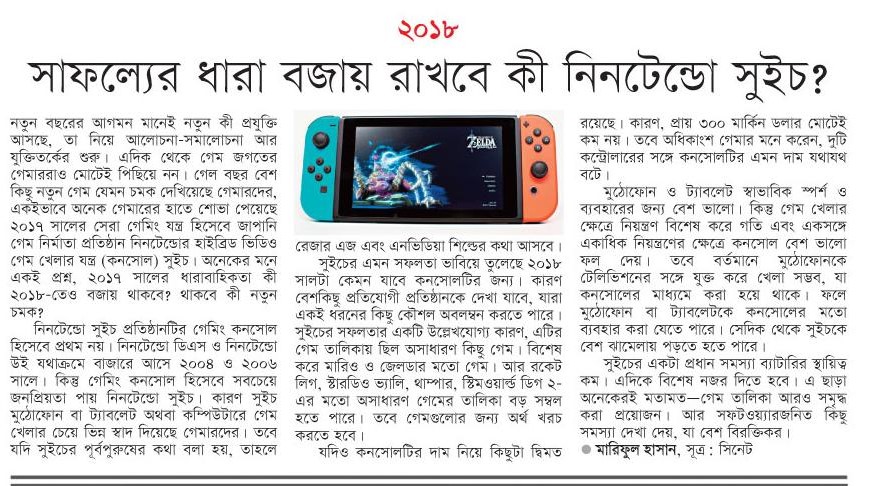 ২০১৮
সাফল্যের ধারা বজায় রাখবে কী নিনটেন্ডো সুইচ?
নতুন বছরের আগমন মানেই নতুন কী প্রযুক্তি
আসছে, তা নিয়ে আলোচনা-সমালোচনা আর
যুক্তিতর্কের শুরু। এদিক থেকে গেম জগতের
গেমাররাও মোটেই পিছিয়ে নন। গেল বছর বেশ
কিছু নতুন গেম যেমন চমক দেখিয়েছে গেমারদের,
একইভাবে অনেক গেমারের হাতে শোভা পেয়েছে
২০১৭ সালের সেরা গেমিং যন্ত্র হিসেবে জাপানি
গেম নির্মাতা প্রতিষ্ঠান নিনটেন্ডোর হাইব্রিড ভিডিও
গেম খেলার যন্ত্র (কনসোল) সুইচ। অনেকের মনে
একই প্রশ্ন, ২০১৭ সালের ধারাবাহিকতা কী
২০১৮-তেও বজায় থাকবে? থাকবে কী নতুন
চমক?
নিনটেন্ডো সুইচ প্রতিষ্ঠানটির গেমিং কনসোল
হিসেবে প্রথম নয়। নিনটেন্ডো ডিএস ও নিনটেন্ডো
উই যথাক্রমে বাজারে আসে ২০০৪ ও ২০০৬
সালে। কিন্তু গেমিং কনসোল হিসেবে সবচেয়ে
জনপ্রিয়তা পায় নিনটেন্ডো সুইচ। কারণ সুইচ
মুঠোফোন বা ট্যাবলেট অথবা কম্পিউটারে গেম
খেলার চেয়ে ভিন্ন স্বাদ দিয়েছে গেমারদের। তবে
যদি সুইচের পূর্বপুরুষের কথা বলা হয়, তাহলে
ZELDA
রেজার এজ এবং এনভিডিয়া শিল্ডের কথা আসবে।
সুইচের এমন সফলতা ভাবিয়ে তুলেছে ২০১৮
সালটা কেমন যাবে কনসোলটির জন্য। কারণ
বেশকিছু প্রতিযোগী প্রতিষ্ঠানকে দেখা যাবে, যারা
একই ধরনের কিছু কৌশল অবলম্বন করতে পারে।
সুইচের সফলতার একটি উল্লেখযোগ্য কারণ, এটির
গেম তালিকায় ছিল অসাধারণ কিছু গেম। বিশেষ
করে মারিও ও জেলডার মতো গেম। আর রকেট
লিগ, স্টারডিও ভ্যালি, থাম্পার, স্টিমওয়ার্ল্ড ডিগ ২-
এর মতো অসাধারণ গেমের তালিকা বড় সম্বল
হতে পারে। তবে গেমগুলোর জন্য অর্থ খরচ
করতে হবে।
যদিও কনসোলটির দাম নিয়ে কিছুটা দ্বিমত
রয়েছে। কারণ, প্রায় ৩০০ মার্কিন ডলার মোটেই
কম নয়। তবে অধিকাংশ গেমার মনে করেন, দুটি
কন্ট্রোলারের সঙ্গে কনসোলটির এমন দাম যথাযথ
বটে।
মুঠোফোন ও ট্যাবলেট স্বাভাবিক স্পর্শ ও
ব্যবহারের জন্য বেশ ভালো। কিন্তু গেম খেলার
ক্ষেত্রে নিয়ন্ত্রণ বিশেষ করে গতি এবং একসঙ্গে
একাধিক নিয়ন্ত্রণের ক্ষেত্রে কনসোল বেশ ভালো
ফল দেয়। তবে বর্তমানে মুঠোফোনকে
টেলিভিশনের সঙ্গে যুক্ত করে খেলা সম্ভব, যা
কনসোলের মাধ্যমে করা হয়ে থাকে। ফলে
মুঠোফোন বা ট্যাবলেটকে কনসোলের মতো
ব্যবহার করা যেতে পারে। সেদিক থেকে সুইচকে
বেশ ঝামেলায় পড়তে হতে পারে।
সুইচের একটা প্রধান সমস্যা ব্যাটারির স্থায়িত্ব
কম। এদিকে বিশেষ নজর দিতে হবে। এ ছাড়া
অনেকেরই মতামত—গেম তালিকা আরও সমৃদ্ধ
করা প্রয়োজন। আর সফটওয়্যারজনিত কিছু
সমস্যা দেখা দেয়, যা বেশ বিরক্তিকর।
● মারিফুল হাসান, সূত্র : সিনেট